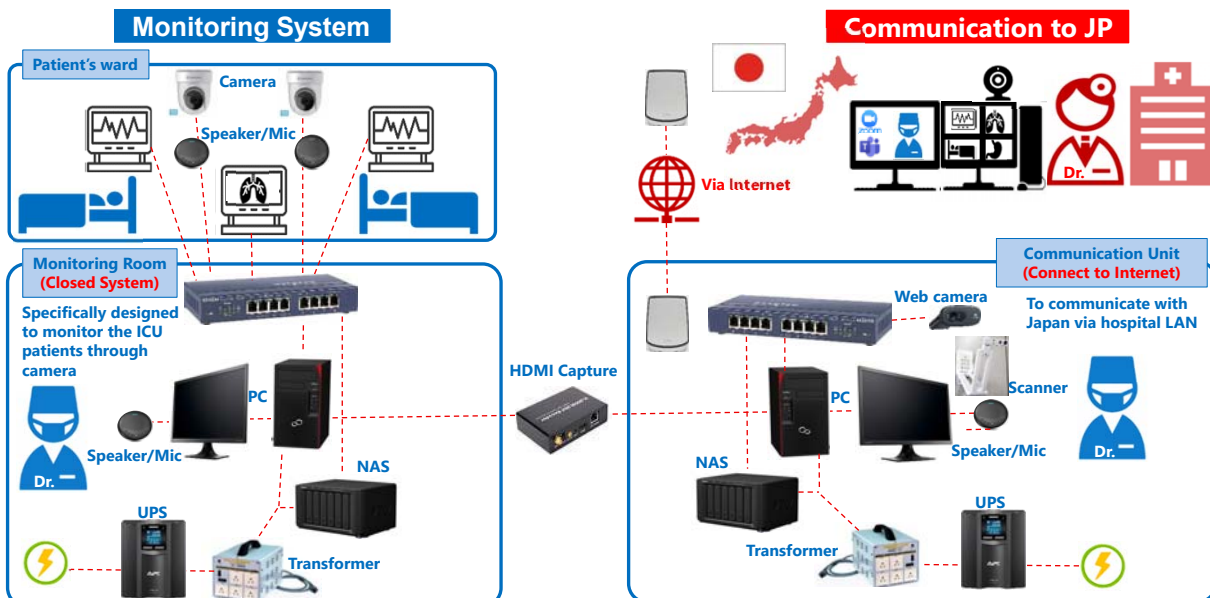 Monitoring System
Communication to JP
Patient's ward
Camera
Speaker/Mic
zoom
Dr.
Via Internet
Monitoring Room
(Closed System)
Specifically designed
to monitor the ICU
patients through
camera
PC
Speaker/Mic
Dr.
NAS
UPS
APC
Transformer
HDMI Capture
Communication Unit
(Connect to Internet)
To communicate with
Japan via hospital LAN
Web camera
Scanner
PC
Speaker/Mic
Dr.
NAS
UPS
APC
Transformer